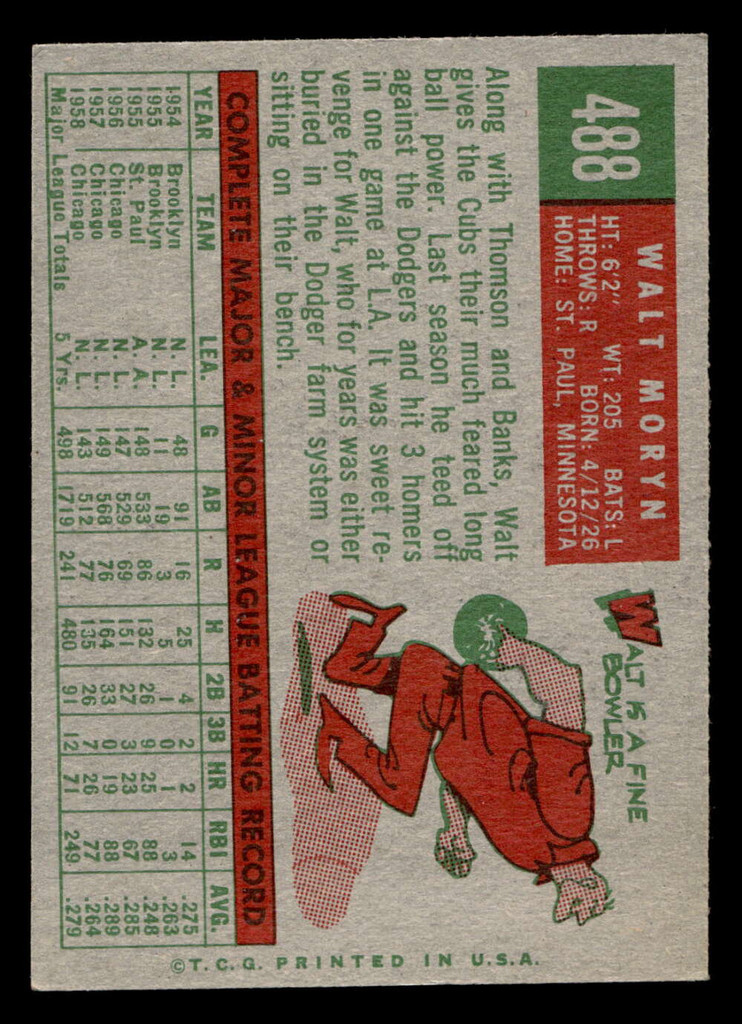 488
WALT MORYN
HT: 6'2" WT: 205 BATS: L
THROWS: R BORN: 4/12/26
HOME: ST. PAUL, MINNESOTA
Along with Thomson and Banks, Walt
gives the Cubs their much feared long
ball power. Last season he teed off
against the Dodgers and hit 3 homers
in one game at L.A. It was sweet re-
venge for Walt, who for years was either
buried in the Dodger farm system or
sitting on their bench.
WALT IS A FINE
BOWLER
COMPLETE MAJOR & MINOR LEAGUE BATTING RECORD
YEAR TEAM LEA. G AB R H 2B 3B HR RBI AVG.
1954 Brooklyn N. L. 48 91 16 25 4 2 2 14 .275
1955 Brooklyn N. L. 11 19 3 5 1 0 1 3 .263
1955 St. Paul A. A. 148 533 86 132 26 9 25 88 .248
1956 Chicago N. L. 147 529 69 151 27 3 23 67 .285
1957 Chicago N. L. 149 568 76 164 33 0 19 88 .289
1958 Chicago N. L. 143 512 77 135 26 7 26 77 .264
Major League Totals 5 Yrs. 498 1719 241 480 91 12 71 249 .279
©T.C.G. PRINTED IN U.S.A.